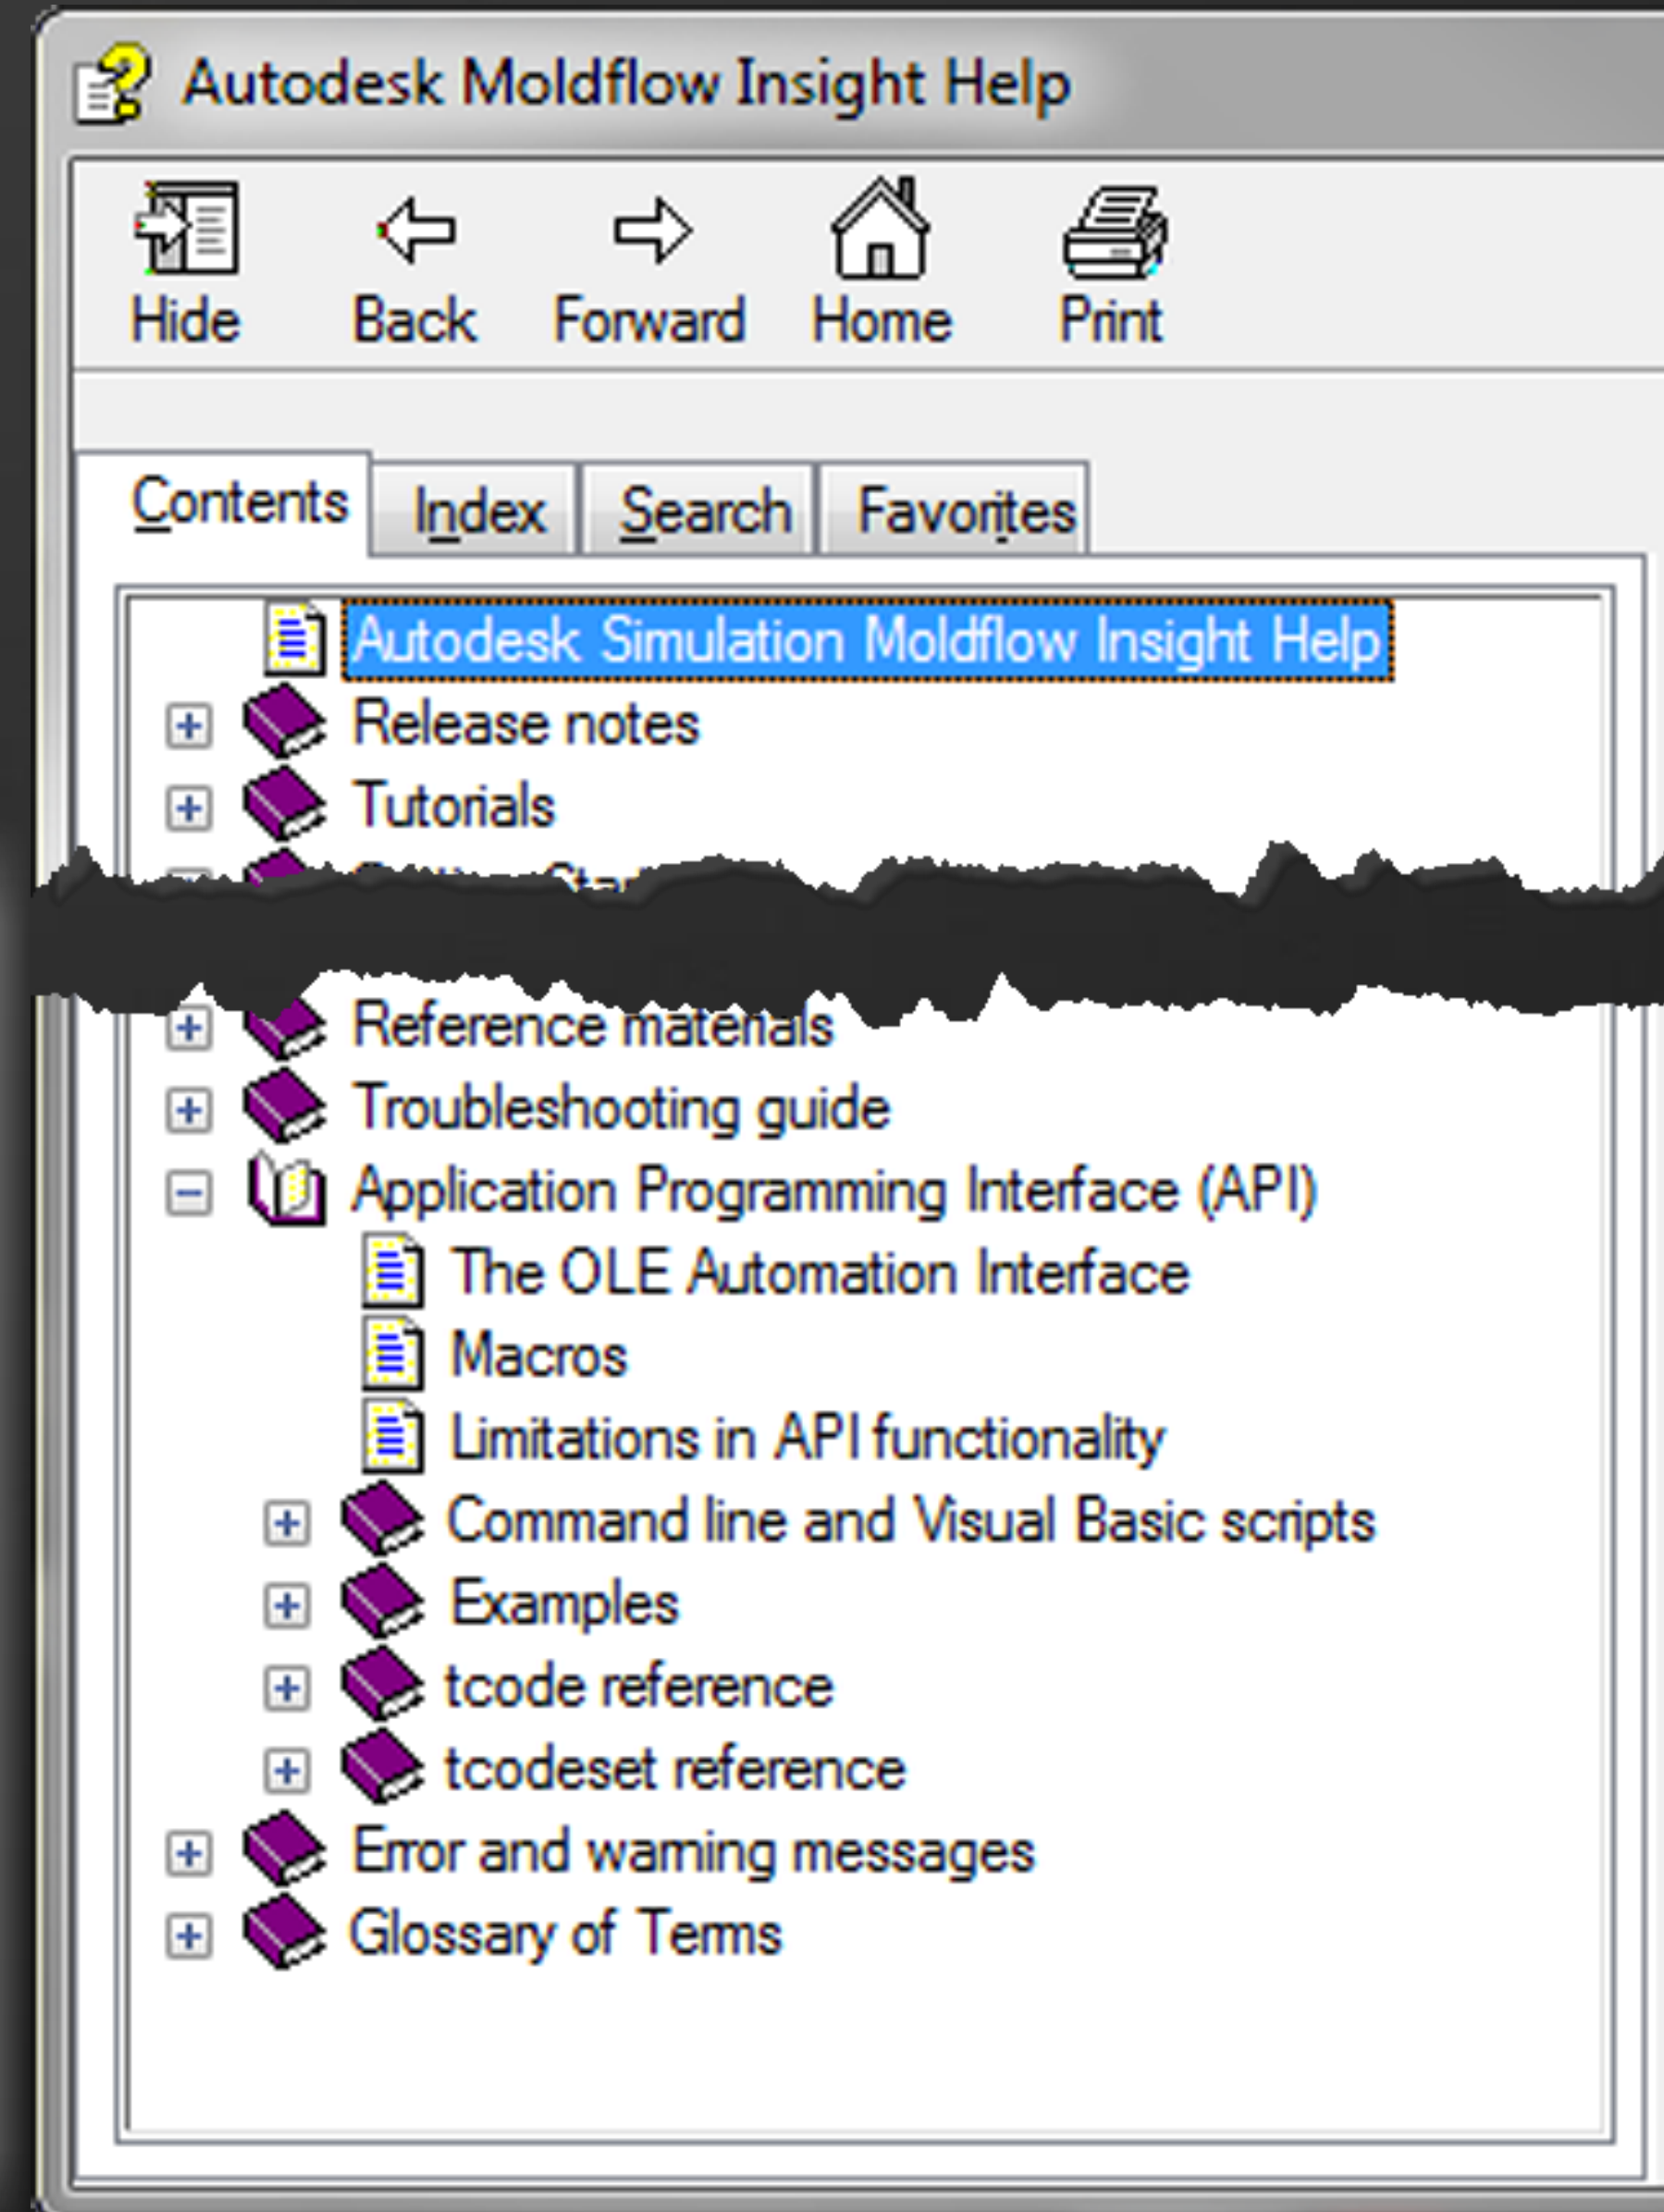 Autodesk Moldflow Insight Help
Hide Back Forward Home Print
Contents Index Search Favorites
Autodesk Simulation Moldflow Insight Help
Release notes
Tutorials
Reference materials
Troubleshooting guide
Application Programming Interface (API)
The OLE Automation Interface
Macros
Limitations in API functionality
Command line and Visual Basic scripts
Examples
tcode reference
tcodeset reference
Error and warning messages
Glossary of Terms